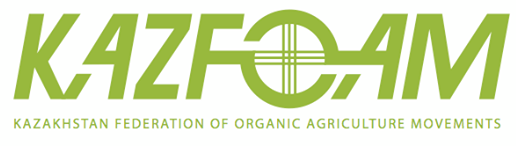 KAZFOAM
KAZAKHSTAN FEDERATION OF ORGANIC AGRICULTURE MOVEMENTS